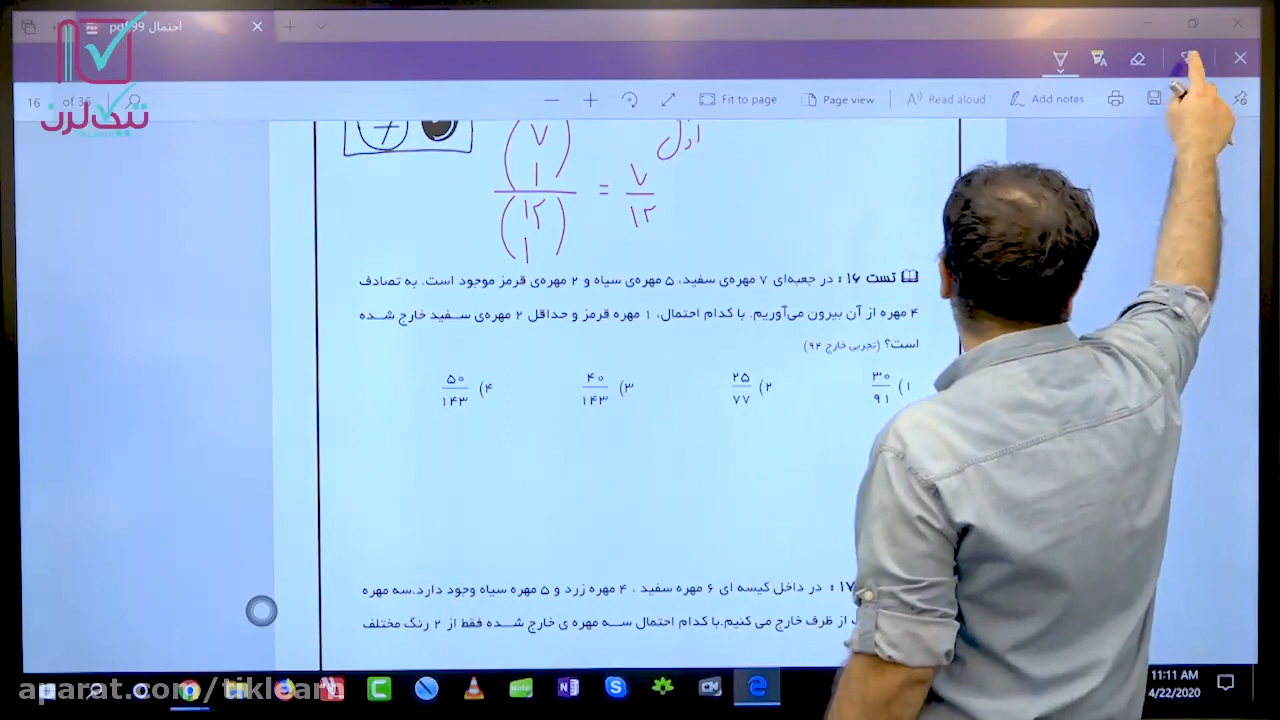 احتمال 99.pdf
تیک‌لرن
16 of 36
Fit to page
Page view
Read aloud
Add notes
(۷ ۱) / (۱۲ ۱) = ۷/۱۲
تست ۱۶ : در جعبه‌ای ۷ مهره‌ی سفید، ۵ مهره‌ی سیاه و ۲ مهره‌ی قرمز موجود است. به تصادف
۴ مهره از آن بیرون می‌آوریم. با کدام احتمال، ۱ مهره قرمز و حداقل ۲ مهره‌ی سفید خارج شده
است؟ (تجربی خارج ۹۴)
۱) ۳۰/۹۱ ۲) ۲۵/۷۷ ۳) ۴۰/۱۴۳ ۴) ۵۰/۱۴۳
۱۷ : در داخل کیسه ای ۶ مهره سفید ، ۴ مهره زرد و ۵ مهره سیاه وجود دارد.سه مهره
از ظرف خارج می کنیم.با کدام احتمال سه مهره ی خارج شده فقط از ۲ رنگ مختلف
aparat.com/tiklearn
11:11 AM
4/22/2020